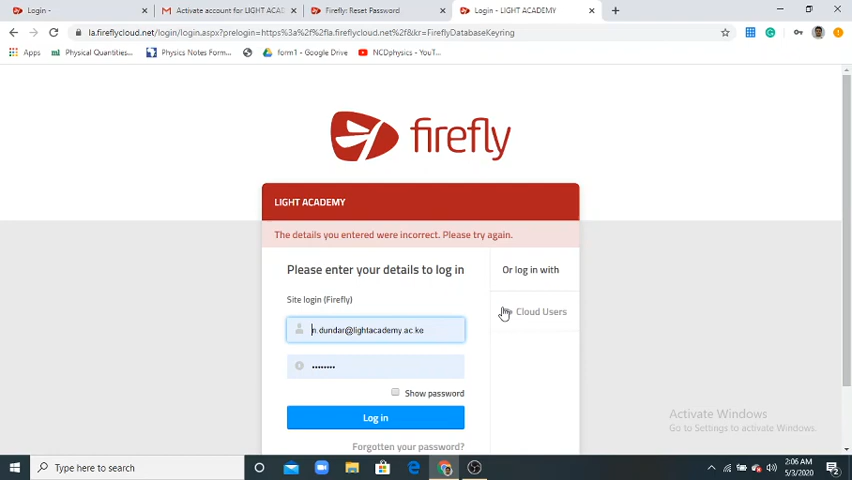 Login -
Activate account for LIGHT ACAD
Firefly: Reset Password
Login - LIGHT ACADEMY
la.fireflycloud.net/login/login.aspx?prelogin=https%3a%2f%2fla.fireflycloud.net%2f&kr=FireflyDatabaseKeyring
Apps
Physical Quantities...
Physics Notes Form...
form1 - Google Drive
NCDphysics - YouT...
firefly
LIGHT ACADEMY
The details you entered were incorrect. Please try again.
Please enter your details to log in
Or log in with
Site login (Firefly)
Cloud Users
n.dundar@lightacademy.ac.ke
••••••••
Show password
Log in
Forgotten your password?
Activate Windows
Go to Settings to activate Windows.
Type here to search
2:06 AM
5/3/2020
2